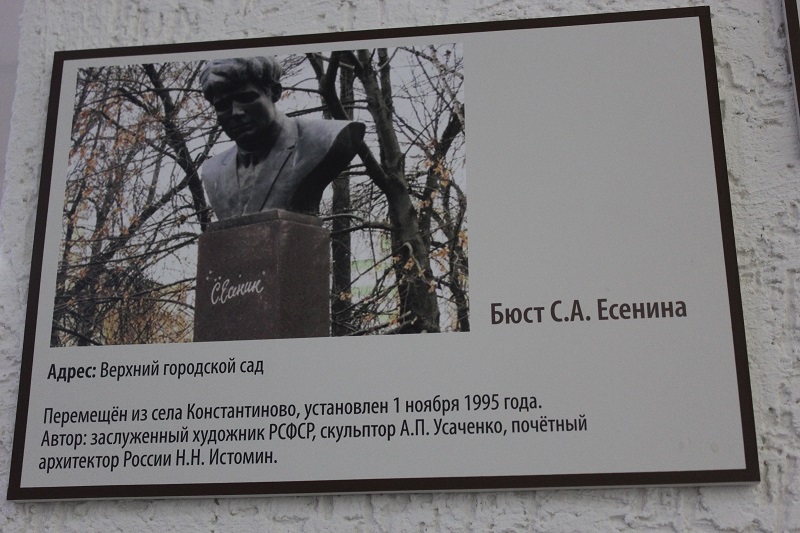 Есенин
Бюст С.А. Есенина
Адрес: Верхний городской сад
Перемещён из села Константиново, установлен 1 ноября 1995 года.
Автор: заслуженный художник РСФСР, скульптор А.П. Усаченко, почётный
архитектор России Н.Н. Истомин.